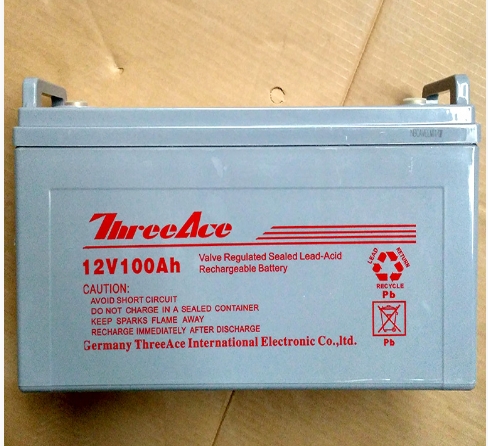 ThreeAce
12V100Ah
Valve Regulated Sealed Lead-Acid
Rechargeable Battery
CAUTION:
AVOID SHORT CIRCUIT
DO NOT CHARGE IN A SEALED CONTAINER
KEEP SPARKS FLAME AWAY
RECHARGE IMMEDIATELY AFTER DISCHARGE
Germany ThreeAce International Electronic Co.,ltd.
LEAD
RETURN
RECYCLE
Pb
Pb